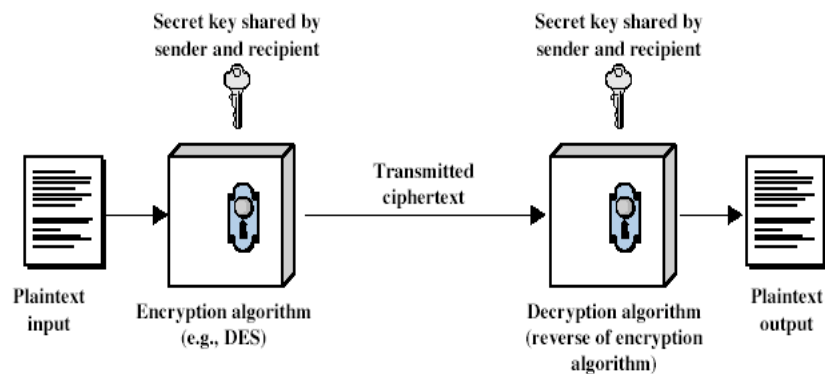 Secret key shared by
sender and recipient
Secret key shared by
sender and recipient
Transmitted
ciphertext
Plaintext
input
Encryption algorithm
(e.g., DES)
Decryption algorithm
(reverse of encryption
algorithm)
Plaintext
output